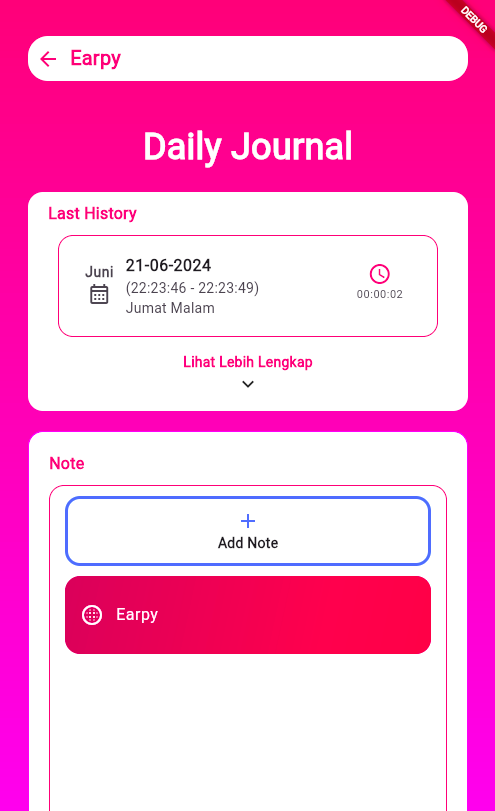 DEBUG
Earpy
Daily Journal
Last History
Juni
21-06-2024
(22:23:46 - 22:23:49)
Jumat Malam
00:00:02
Lihat Lebih Lengkap
Note
Add Note
Earpy